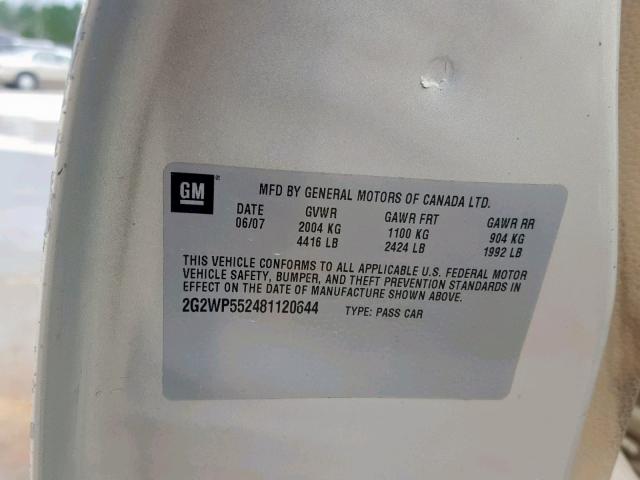 GM
MFD BY GENERAL MOTORS OF CANADA LTD.
DATE GVWR GAWR FRT GAWR RR
06/07 2004 KG 1100 KG 904 KG
4416 LB 2424 LB 1992 LB
THIS VEHICLE CONFORMS TO ALL APPLICABLE U.S. FEDERAL MOTOR
VEHICLE SAFETY, BUMPER, AND THEFT PREVENTION STANDARDS IN
EFFECT ON THE DATE OF MANUFACTURE SHOWN ABOVE.
2G2WP552481120644 TYPE: PASS CAR